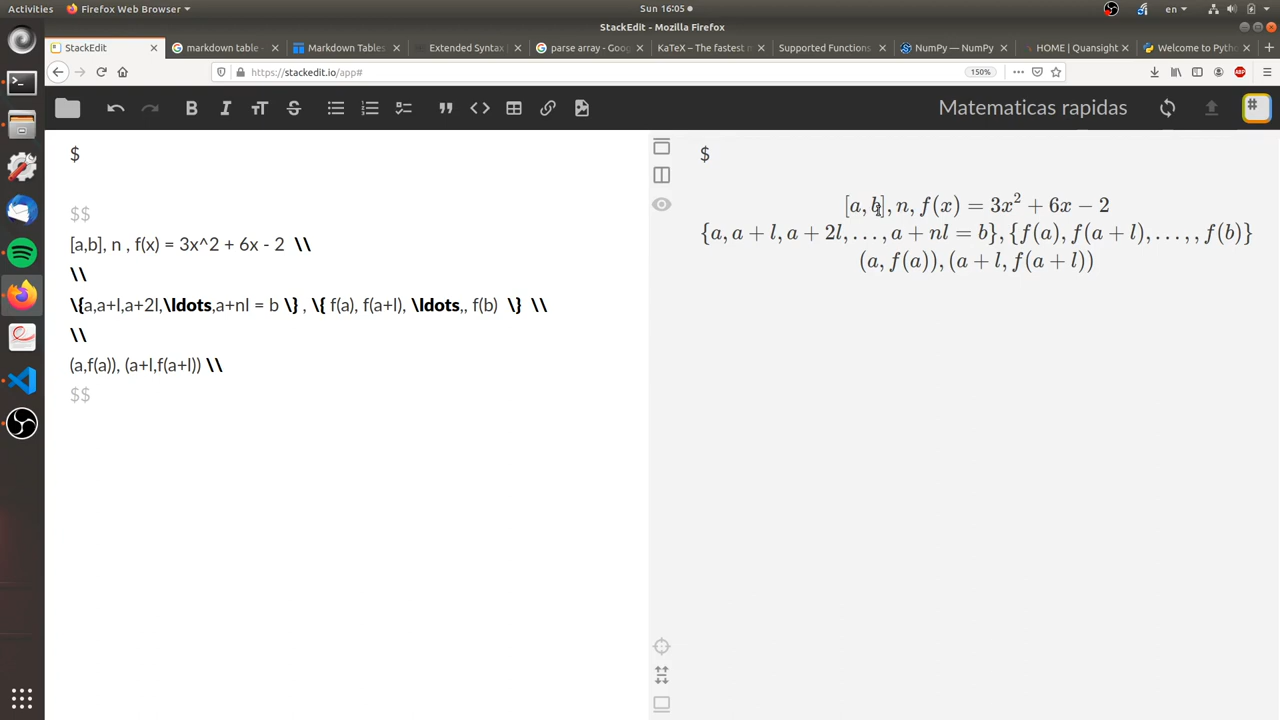 Activities Firefox Web Browser Sun 16:05 en
StackEdit - Mozilla Firefox
StackEdit markdown table - Markdown Tables Extended Syntax parse array - Goog KaTeX – The fastest m Supported Functions NumPy — NumPy HOME | Quansight Welcome to Pyth
https://stackedit.io/app# 150% ABP
B I T T S Matematicas rapidas #
$
$$
[a,b], n , f(x) = 3x^2 + 6x - 2 \\
\\
\{a,a+l,a+2l,\ldots,a+nl = b \} , \{ f(a), f(a+l), \ldots,, f(b) \} \\
\\
(a,f(a)), (a+l,f(a+l)) \\
$$
$
[a, b], n, f(x) = 3x² + 6x − 2
{a, a + l, a + 2l, . . . , a + nl = b}, {f(a), f(a + l), . . . , , f(b)}
(a, f(a)), (a + l, f(a + l))